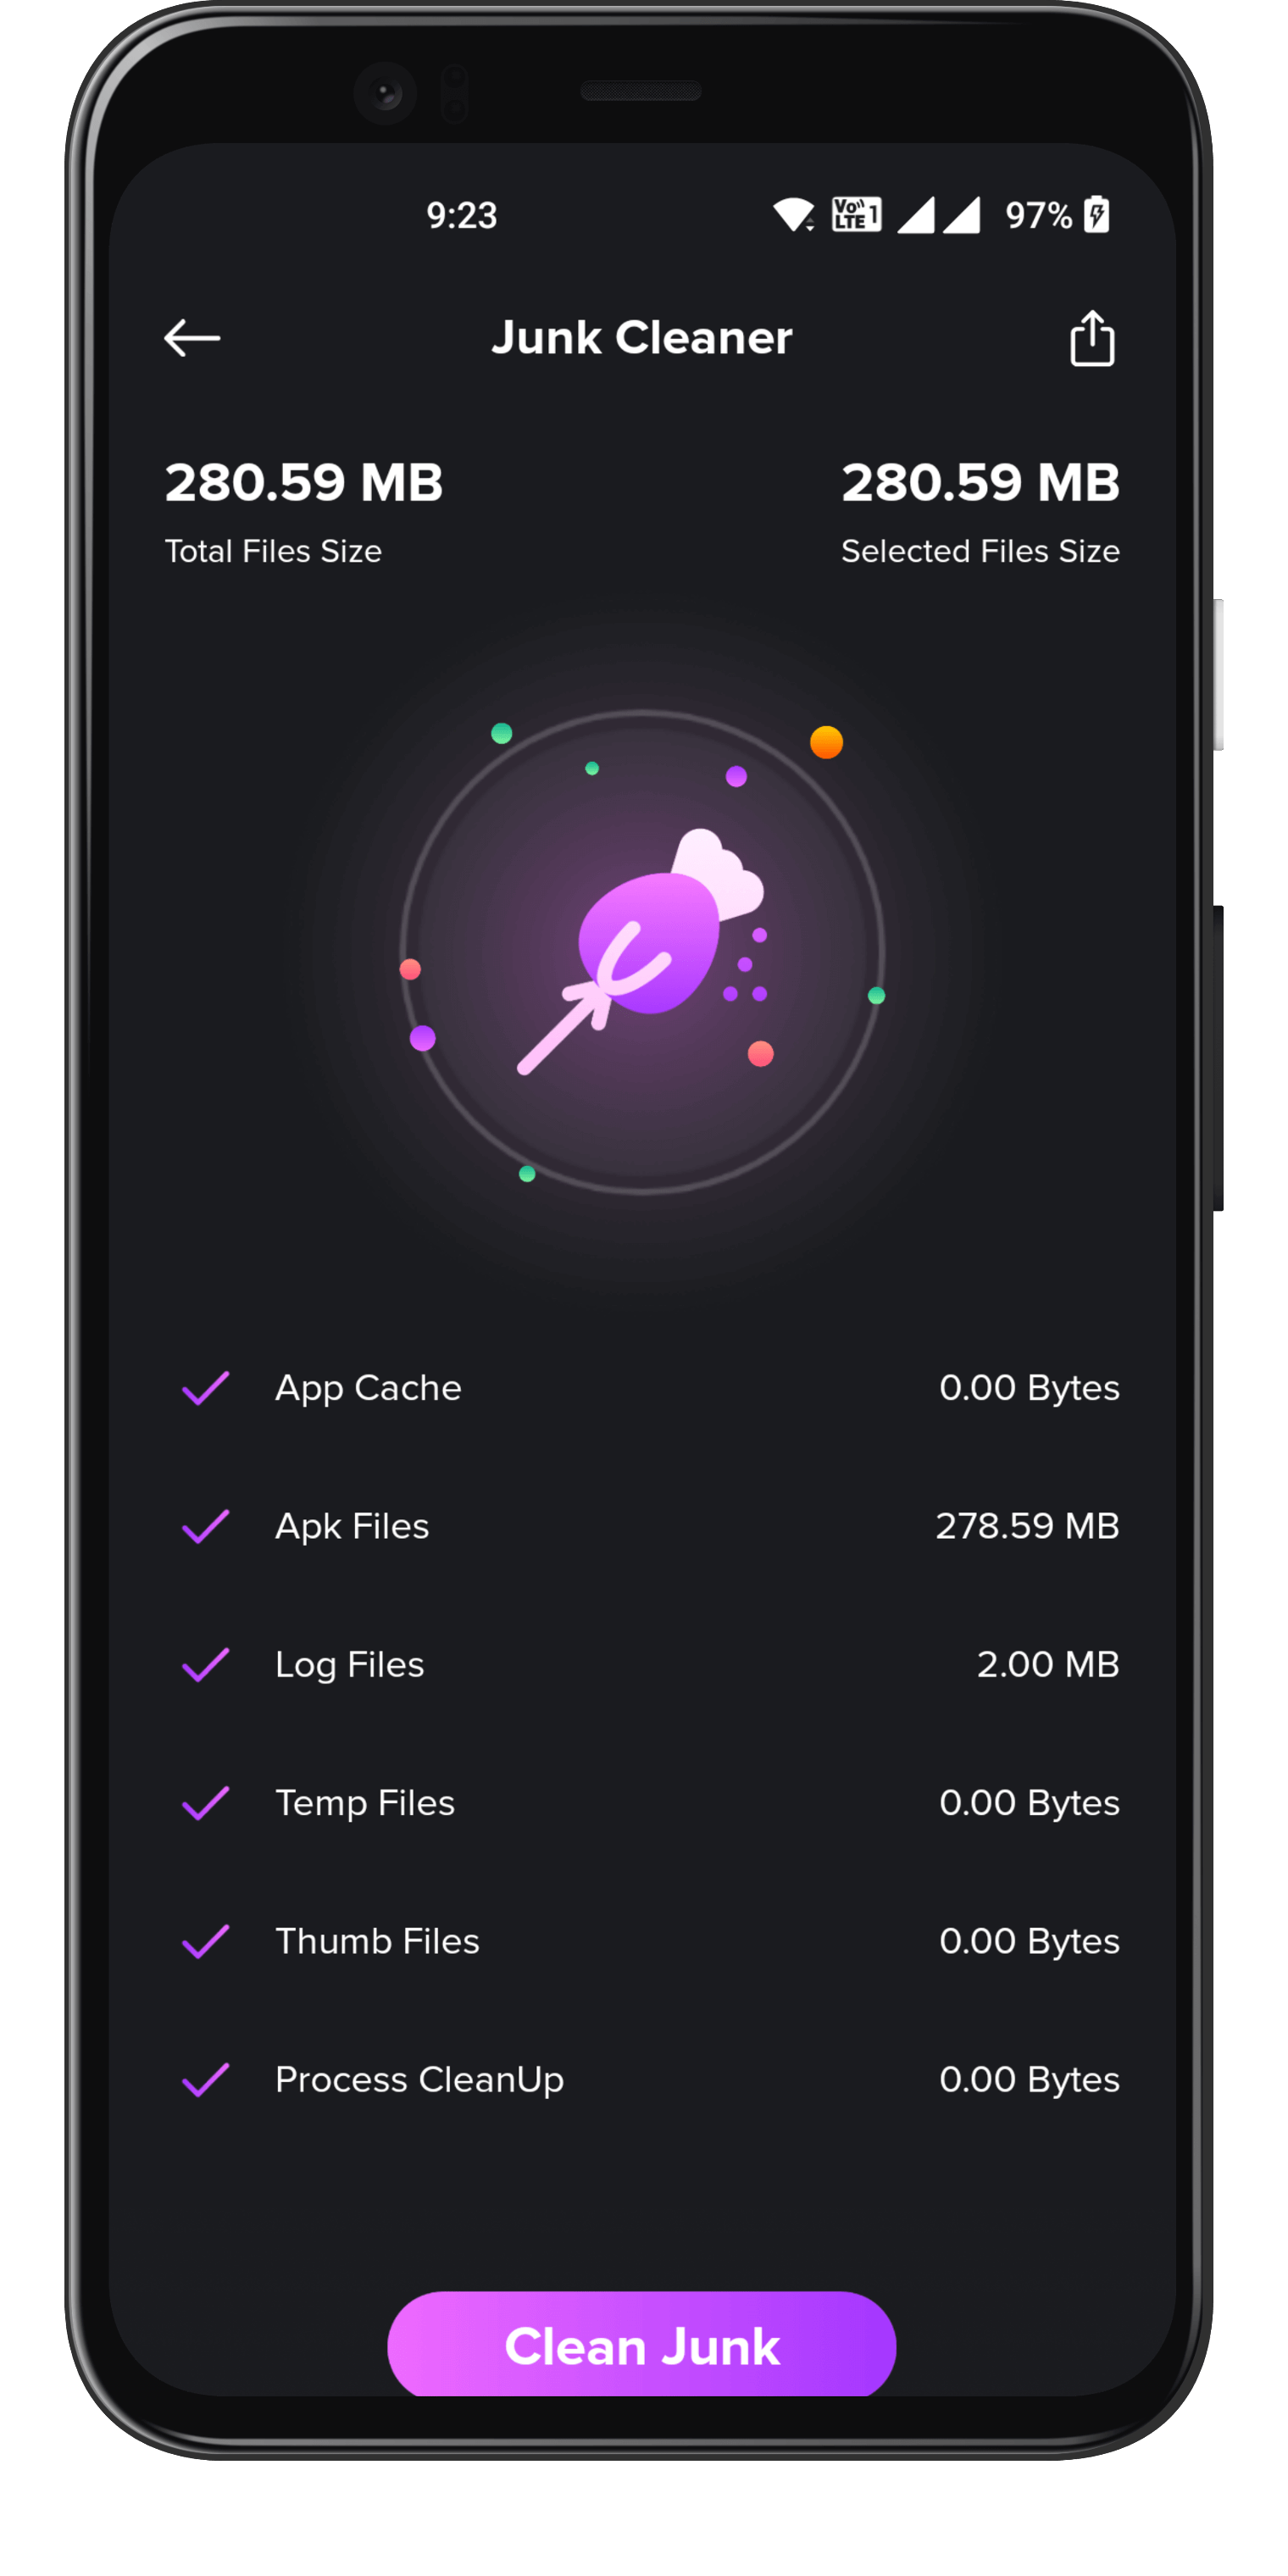 9:23 Vo)) LTE 1 97%
Junk Cleaner
280.59 MB 280.59 MB
Total Files Size Selected Files Size
App Cache 0.00 Bytes
Apk Files 278.59 MB
Log Files 2.00 MB
Temp Files 0.00 Bytes
Thumb Files 0.00 Bytes
Process CleanUp 0.00 Bytes
Clean Junk